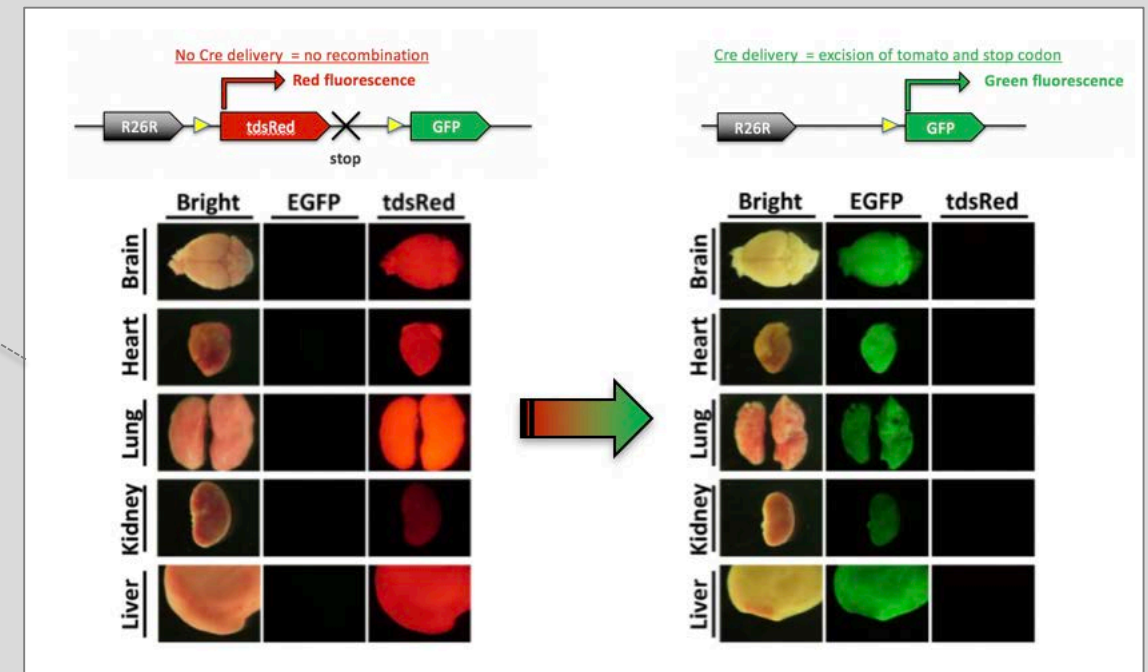 No Cre delivery = no recombination
Red fluorescence
R26R
tdsRed
GFP
stop
Bright EGFP tdsRed
Brain
Heart
Lung
Kidney
Liver
Cre delivery = excision of tomato and stop codon
Green fluorescence
R26R
GFP
Bright EGFP tdsRed
Brain
Heart
Lung
Kidney
Liver